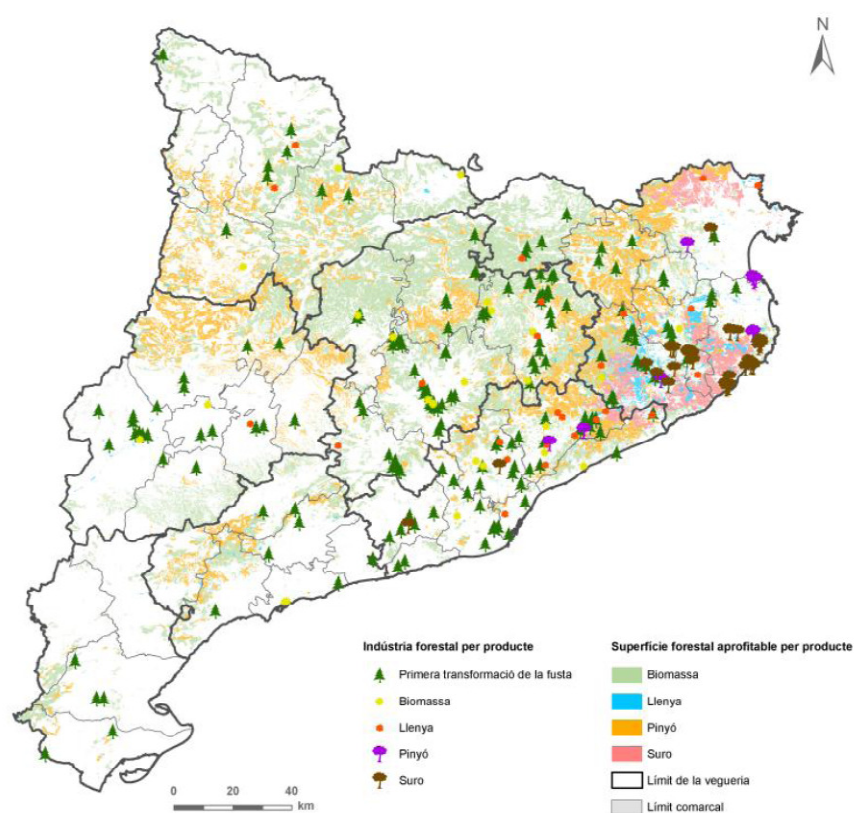 N
Indústria forestal per producte
Primera transformació de la fusta
Biomassa
Llenya
Pinyó
Suro
Superfície forestal aprofitable per producte
Biomassa
Llenya
Pinyó
Suro
Límit de la vegueria
Límit comarcal
0 20 40
km